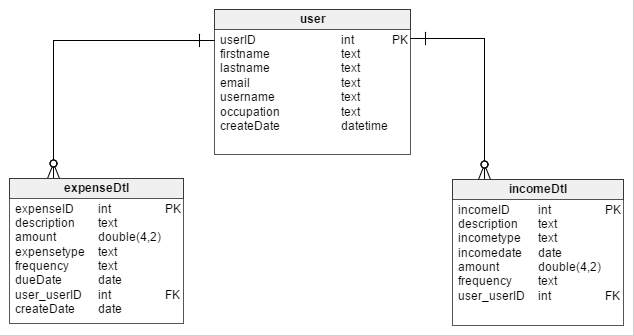 user
userID int PK
firstname text
lastname text
email text
username text
occupation text
createDate datetime
expenseDtl
expenseID int PK
description text
amount double(4,2)
expensetype text
frequency text
dueDate date
user_userID int FK
createDate date
incomeDtl
incomeID int PK
description text
incometype text
incomedate date
amount double(4,2)
frequency text
user_userID int FK